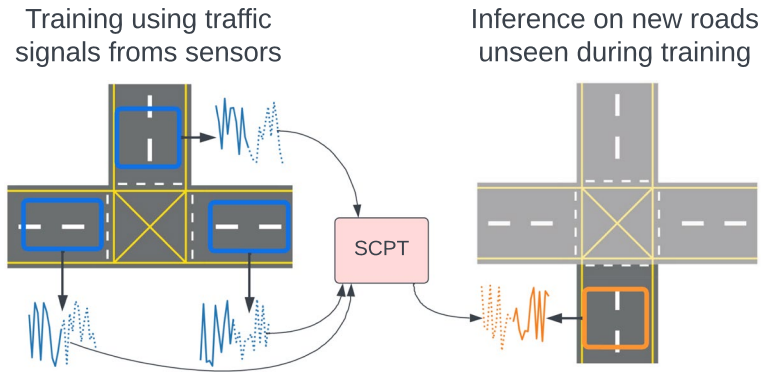 Training using traffic
signals froms sensors
Inference on new roads
unseen during training
SCPT